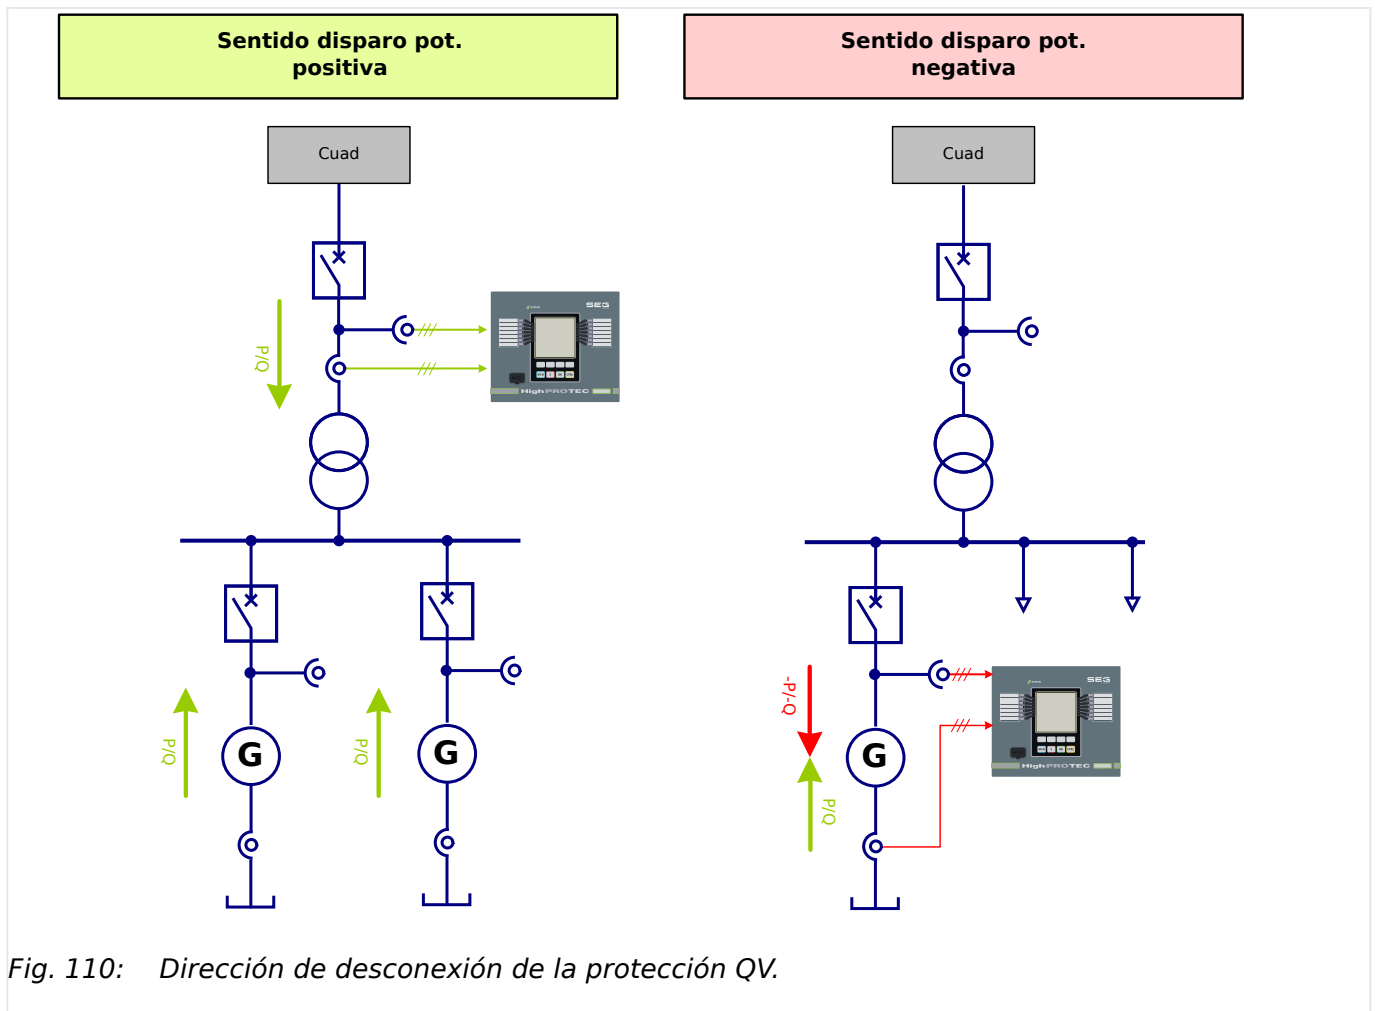 Sentido disparo pot.
positiva
Sentido disparo pot.
negativa
Cuad
Cuad
P/Q
SEG
HighPROTEC
P/Q
G
P/Q
G
-P/-Q
P/Q
G
SEG
HighPROTEC
Fig. 110: Dirección de desconexión de la protección QV.